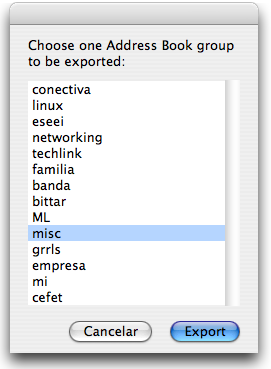 Choose one Address Book group
to be exported:
conectiva
linux
eseei
networking
techlink
familia
banda
bittar
ML
misc
grrls
empresa
mi
cefet
Cancelar Export